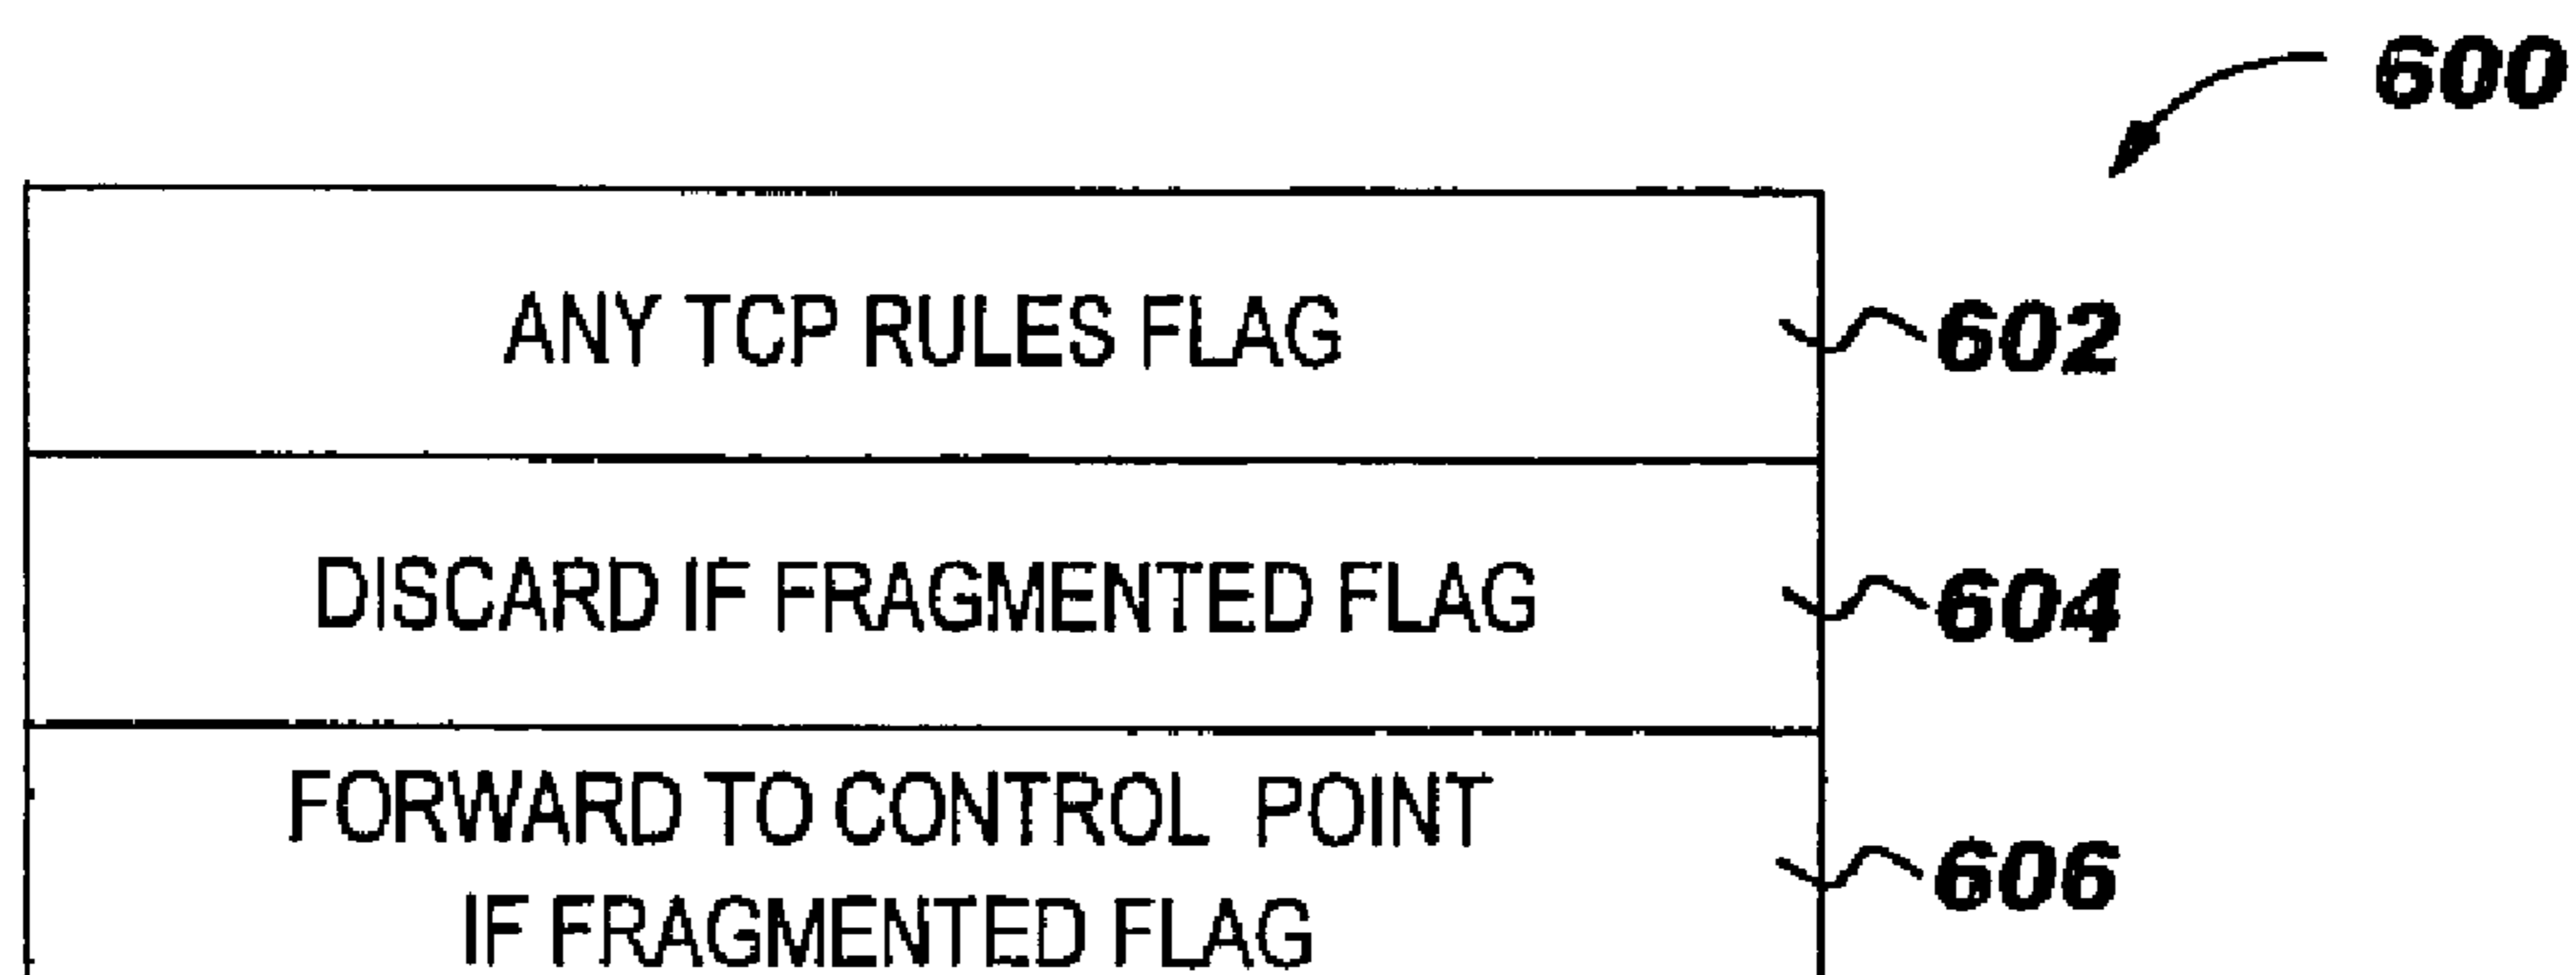 600
ANY TCP RULES FLAG
602
DISCARD IF FRAGMENTED FLAG
604
FORWARD TO CONTROL POINT
IF FRAGMENTED FLAG
606